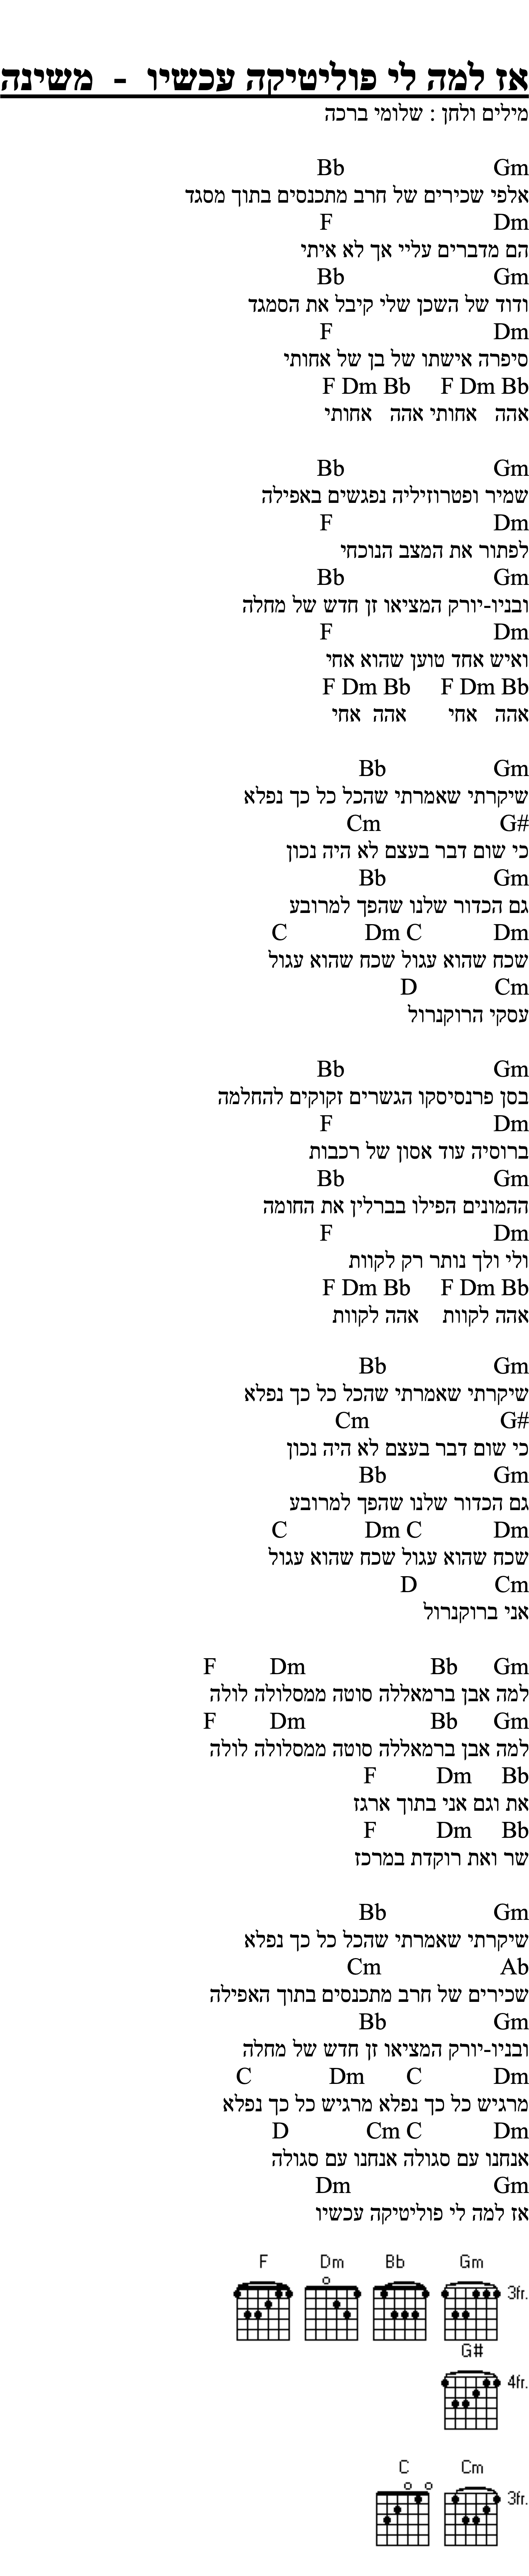 אז למה לי פוליטיקה עכשיו - משינה
מילים ולחן : שלומי ברכה
Gm Bb
אלפי שכירים של חרב מתכנסים בתוך מסגד
Dm F
הם מדברים עליי אך לא איתי
Gm Bb
ודוד של השכן שלי קיבל את הסמגד
Dm F
סיפרה אישתו של בן של אחותי
F Dm Bb F Dm Bb
אהה אחותי אהה אחותי
Gm Bb
שמיר ופטרוזיליה נפגשים באפילה
Dm F
לפתור את המצב הנוכחי
Gm Bb
ובניו-יורק המציאו זן חדש של מחלה
Dm F
ואיש אחד טוען שהוא אחי
F Dm Bb F Dm Bb
אהה אחי אהה אחי
Gm Bb
שיקרתי שאמרתי שהכל כל כך נפלא
G# Cm
כי שום דבר בעצם לא היה נכון
Gm Bb
גם הכדור שלנו שהפך למרובע
Dm C Dm C
שכח שהוא עגול שכח שהוא עגול
Cm D
עסקי הרוקנרול
Gm Bb
בסן פרנסיסקו הגשרים זקוקים להחלמה
Dm F
ברוסיה עוד אסון של רכבות
Gm Bb
ההמונים הפילו בברלין את החומה
Dm F
ולי ולך נותר רק לקוות
F Dm Bb F Dm Bb
אהה לקוות אהה לקוות
Gm Bb
שיקרתי שאמרתי שהכל כל כך נפלא
G# Cm
כי שום דבר בעצם לא היה נכון
Gm Bb
גם הכדור שלנו שהפך למרובע
Dm C Dm C
שכח שהוא עגול שכח שהוא עגול
Cm D
אני ברוקנרול
Gm Bb Dm F
למה אבן ברמאללה סוטה ממסלולה לולה
Gm Bb Dm F
למה אבן ברמאללה סוטה ממסלולה לולה
Bb Dm F
את וגם אני בתוך ארגז
Bb Dm F
שר ואת רוקדת במרכז
Gm Bb
שיקרתי שאמרתי שהכל כל כך נפלא
Ab Cm
שכירים של חרב מתכנסים בתוך האפילה
Gm Bb
ובניו-יורק המציאו זן חדש של מחלה
Dm C Dm C
מרגיש כל כך נפלא מרגיש כל כך נפלא
Dm C Cm D
אנחנו עם סגולה אנחנו עם סגולה
Gm Dm
אז למה לי פוליטיקה עכשיו
F Dm Bb Gm
3fr.
G#
4fr.
C Cm
3fr.